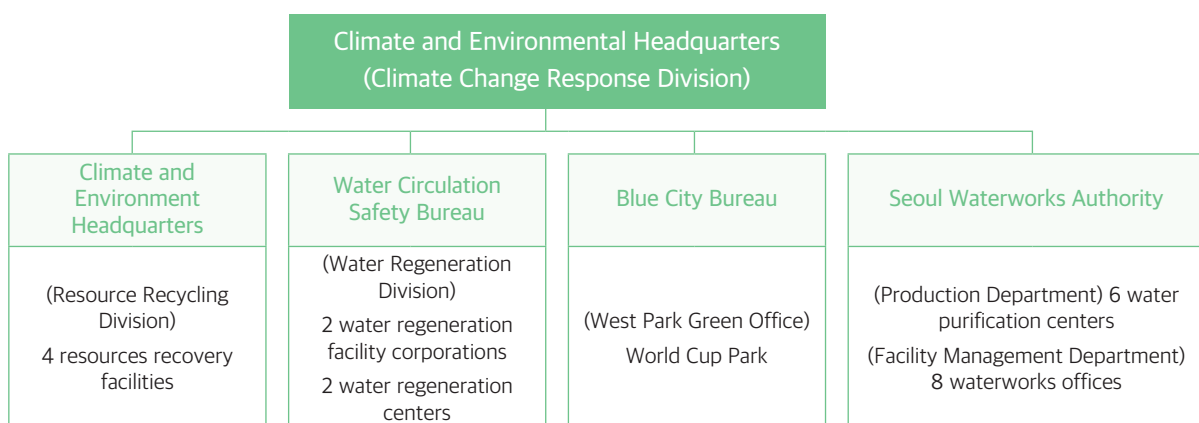 Climate and Environmental Headquarters
(Climate Change Response Division)
Climate and
Environment
Headquarters
(Resource Recycling
Division)
4 resources recovery
facilities
Water Circulation
Safety Bureau
(Water Regeneration
Division)
2 water regeneration
facility corporations
2 water regeneration
centers
Blue City Bureau
(West Park Green Office)
World Cup Park
Seoul Waterworks Authority
(Production Department) 6 water
purification centers
(Facility Management Department)
8 waterworks offices